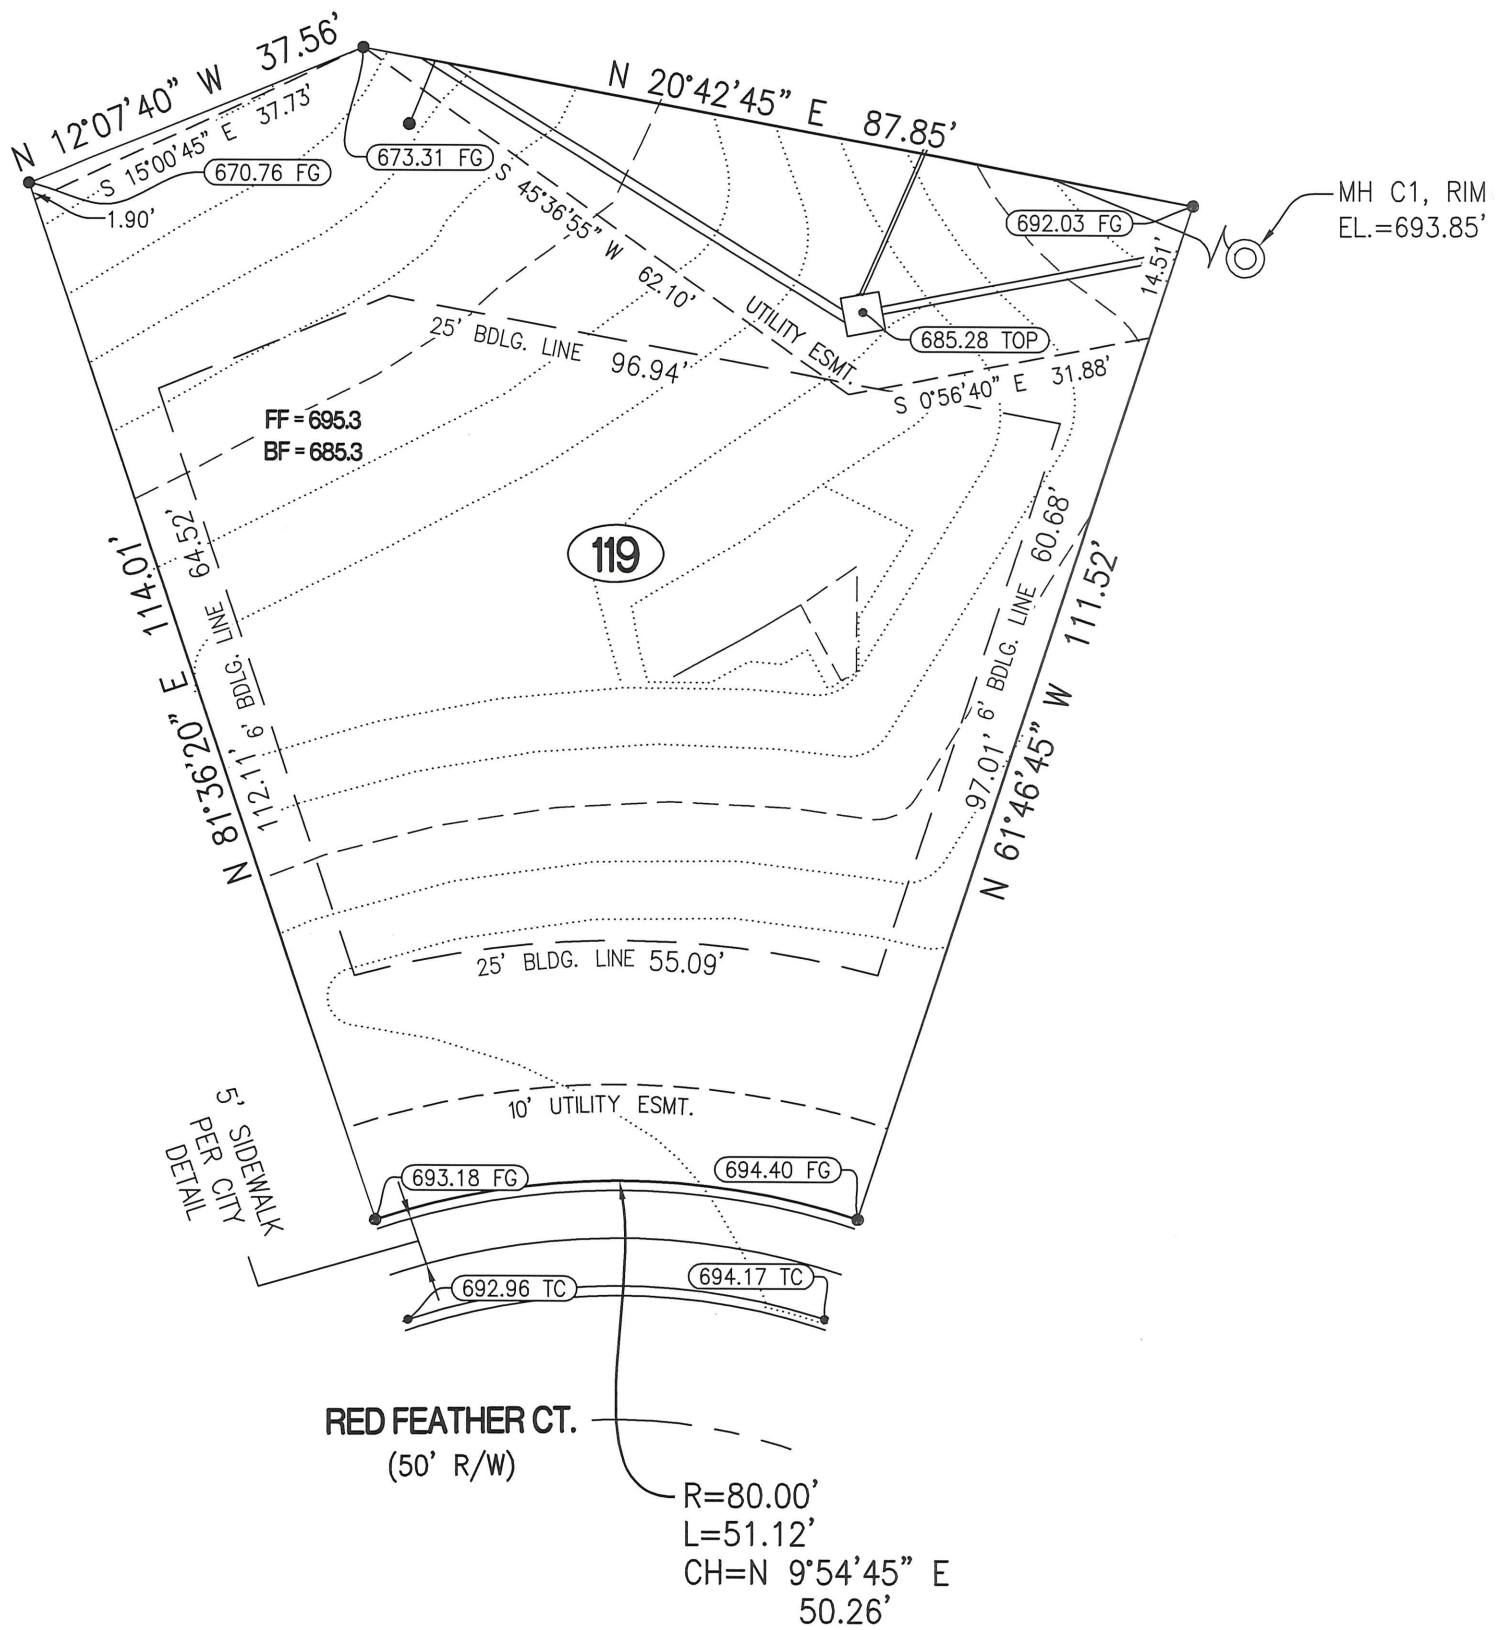 N 12°07'40" W 37.56'
S 15°00'45" E 37.73'
670.76 FG
1.90'
673.31 FG
N 20°42'45" E 87.85'
S 45°36'55" W 62.10'
UTILITY ESMT.
692.03 FG
MH C1, RIM
EL.=693.85'
14.51'
685.28 TOP
25' BDLG. LINE 96.94'
S 0°56'40" E 31.88'
FF = 695.3
BF = 685.3
119
N 81°36'20" E 114.01'
112.11' 6' BDLG. LINE 64.52'
97.01' 6' BDLG. LINE 60.68'
N 61°46'45" W 111.52'
25' BLDG. LINE 55.09'
10' UTILITY ESMT.
5' SIDEWALK
PER CITY
DETAIL
693.18 FG
694.40 FG
692.96 TC
694.17 TC
RED FEATHER CT.
(50' R/W)
R=80.00'
L=51.12'
CH=N 9°54'45" E
50.26'